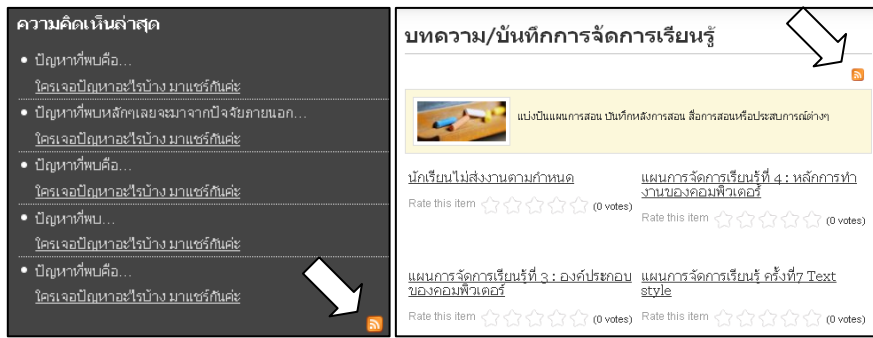 ความคิดเห็นล่าสุด
ปัญหาที่พบคือ...
ใครเจอปัญหาอะไรบ้าง มาแชร์กันค่ะ
ปัญหาที่พบหลักๆเลยจะมาจากปัจจัยภายนอก...
ใครเจอปัญหาอะไรบ้าง มาแชร์กันค่ะ
ปัญหาที่พบคือ...
ใครเจอปัญหาอะไรบ้าง มาแชร์กันค่ะ
ปัญหาที่พบ...
ใครเจอปัญหาอะไรบ้าง มาแชร์กันค่ะ
ปัญหาที่พบคือ...
ใครเจอปัญหาอะไรบ้าง มาแชร์กันค่ะ
บทความ/บันทึกการจัดการเรียนรู้
แบ่งปันแผนการสอน บันทึกหลังการสอน สื่อการสอนหรือประสบการณ์ต่างๆ
นักเรียนไม่ส่งงานตามกำหนด
Rate this item (0 votes)
แผนการจัดการเรียนรู้ที่ 4 : หลักการทำ
งานของคอมพิวเตอร์
Rate this item (0 votes)
แผนการจัดการเรียนรู้ที่ 3 : องค์ประกอบ
ของคอมพิวเตอร์
Rate this item (0 votes)
แผนการจัดการเรียนรู้ ครั้งที่7 Text
style
Rate this item (0 votes)